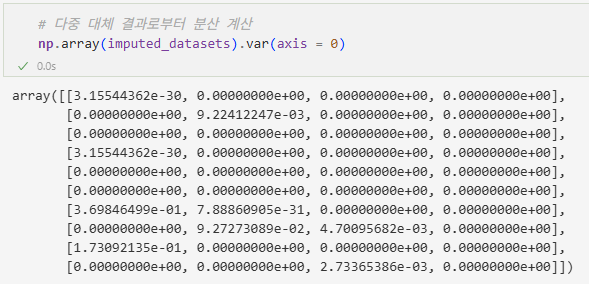 # 다중 대체 결과로부터 분산 계산
np.array(imputed_datasets).var(axis = 0)
✓ 0.0s
array([[3.15544362e-30, 0.00000000e+00, 0.00000000e+00, 0.00000000e+00],
[0.00000000e+00, 9.22412247e-03, 0.00000000e+00, 0.00000000e+00],
[0.00000000e+00, 0.00000000e+00, 0.00000000e+00, 0.00000000e+00],
[3.15544362e-30, 0.00000000e+00, 0.00000000e+00, 0.00000000e+00],
[0.00000000e+00, 0.00000000e+00, 0.00000000e+00, 0.00000000e+00],
[0.00000000e+00, 0.00000000e+00, 0.00000000e+00, 0.00000000e+00],
[3.69846499e-01, 7.88860905e-31, 0.00000000e+00, 0.00000000e+00],
[0.00000000e+00, 9.27273089e-02, 4.70095682e-03, 0.00000000e+00],
[1.73092135e-01, 0.00000000e+00, 0.00000000e+00, 0.00000000e+00],
[0.00000000e+00, 0.00000000e+00, 2.73365386e-03, 0.00000000e+00]])